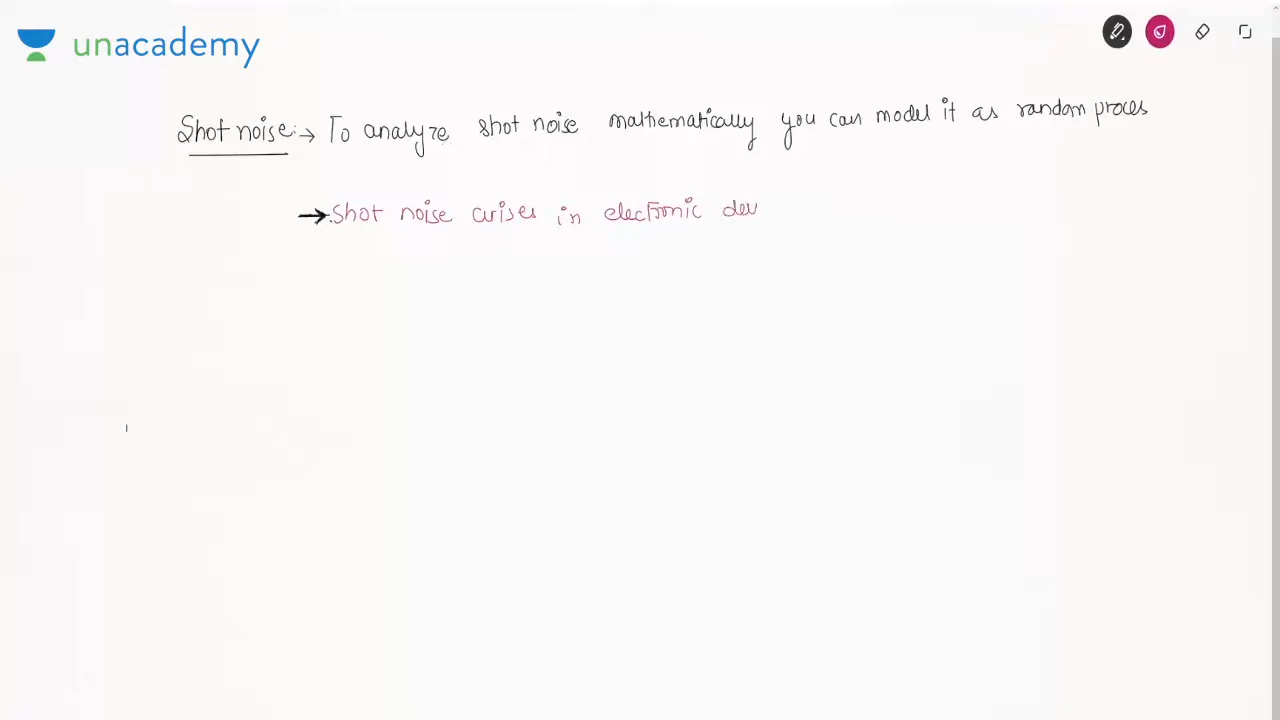 unacademy
Shot noise :→ To analyze shot noise mathematically you can model it as random proces
→ Shot noise arises in electronic dev